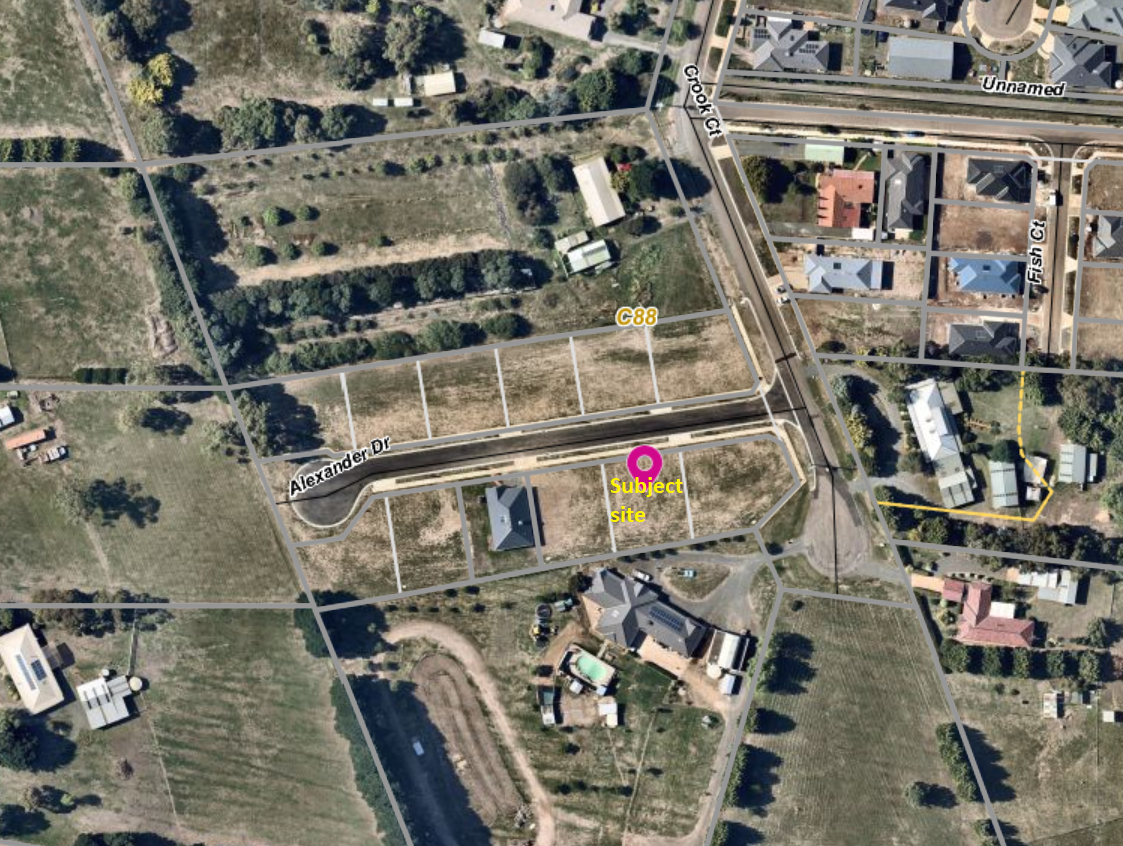 Crook Ct
Unnamed
Fish Ct
C88
Alexander Dr
Subject
site